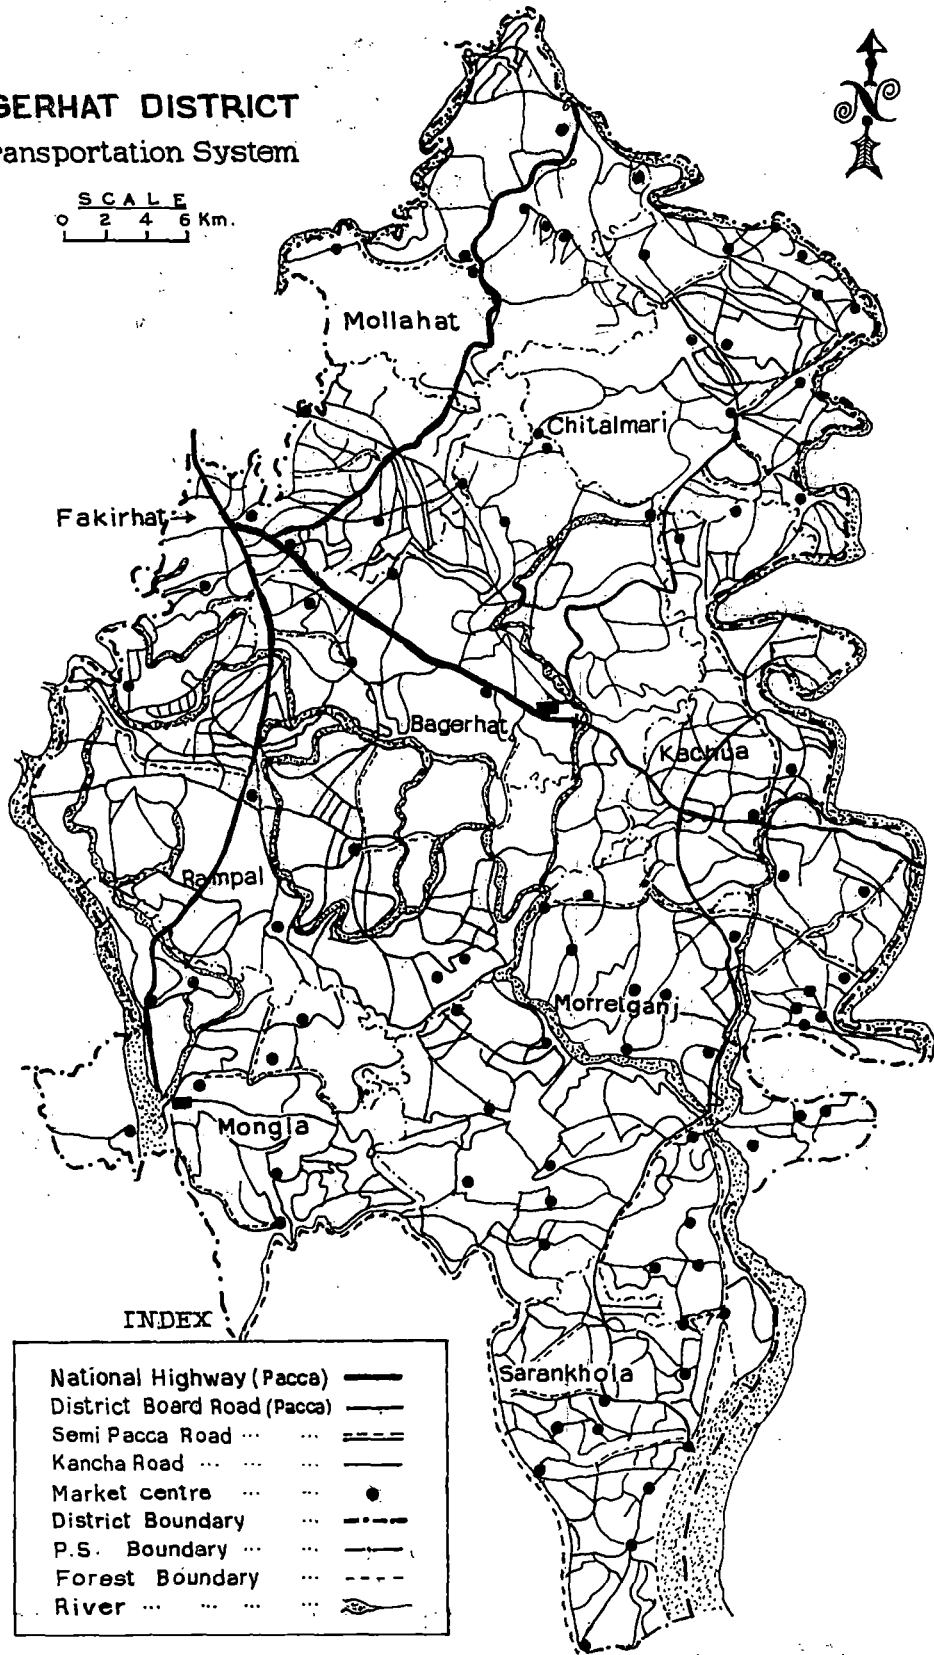 GERHAT DISTRICT
ransportation System
SCALE
0 2 4 6 Km.
N
Mollahat
Chitalmari
Fakirhat
Bagerhat
Kachua
Rampal
Morrelganj
Mongla
Sarankhola
INDEX
National Highway (Pacca)
District Board Road (Pacca)
Semi Pacca Road ... ...
Kancha Road ... ... ...
Market centre ... ...
District Boundary ...
P.S. Boundary ... ...
Forest Boundary ...
River ... ... ... ...